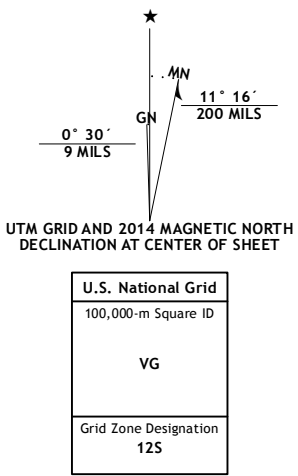 ★
MN
GN
11° 16´
200 MILS
0° 30´
9 MILS
UTM GRID AND 2014 MAGNETIC NORTH
DECLINATION AT CENTER OF SHEET
U.S. National Grid
100,000-m Square ID
VG
Grid Zone Designation
12S